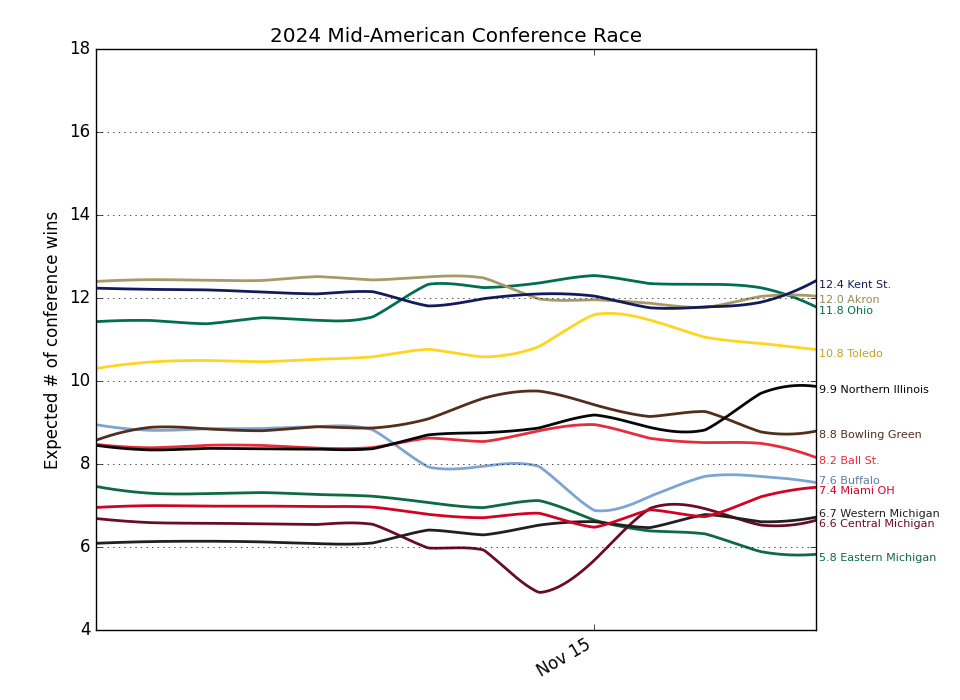 2024 Mid-American Conference Race
Expected # of conference wins
18
16
14
12
10
8
6
4
Nov 15
12.4 Kent St.
12.0 Akron
11.8 Ohio
10.8 Toledo
9.9 Northern Illinois
8.8 Bowling Green
8.2 Ball St.
7.6 Buffalo
7.4 Miami OH
6.7 Western Michigan
6.6 Central Michigan
5.8 Eastern Michigan